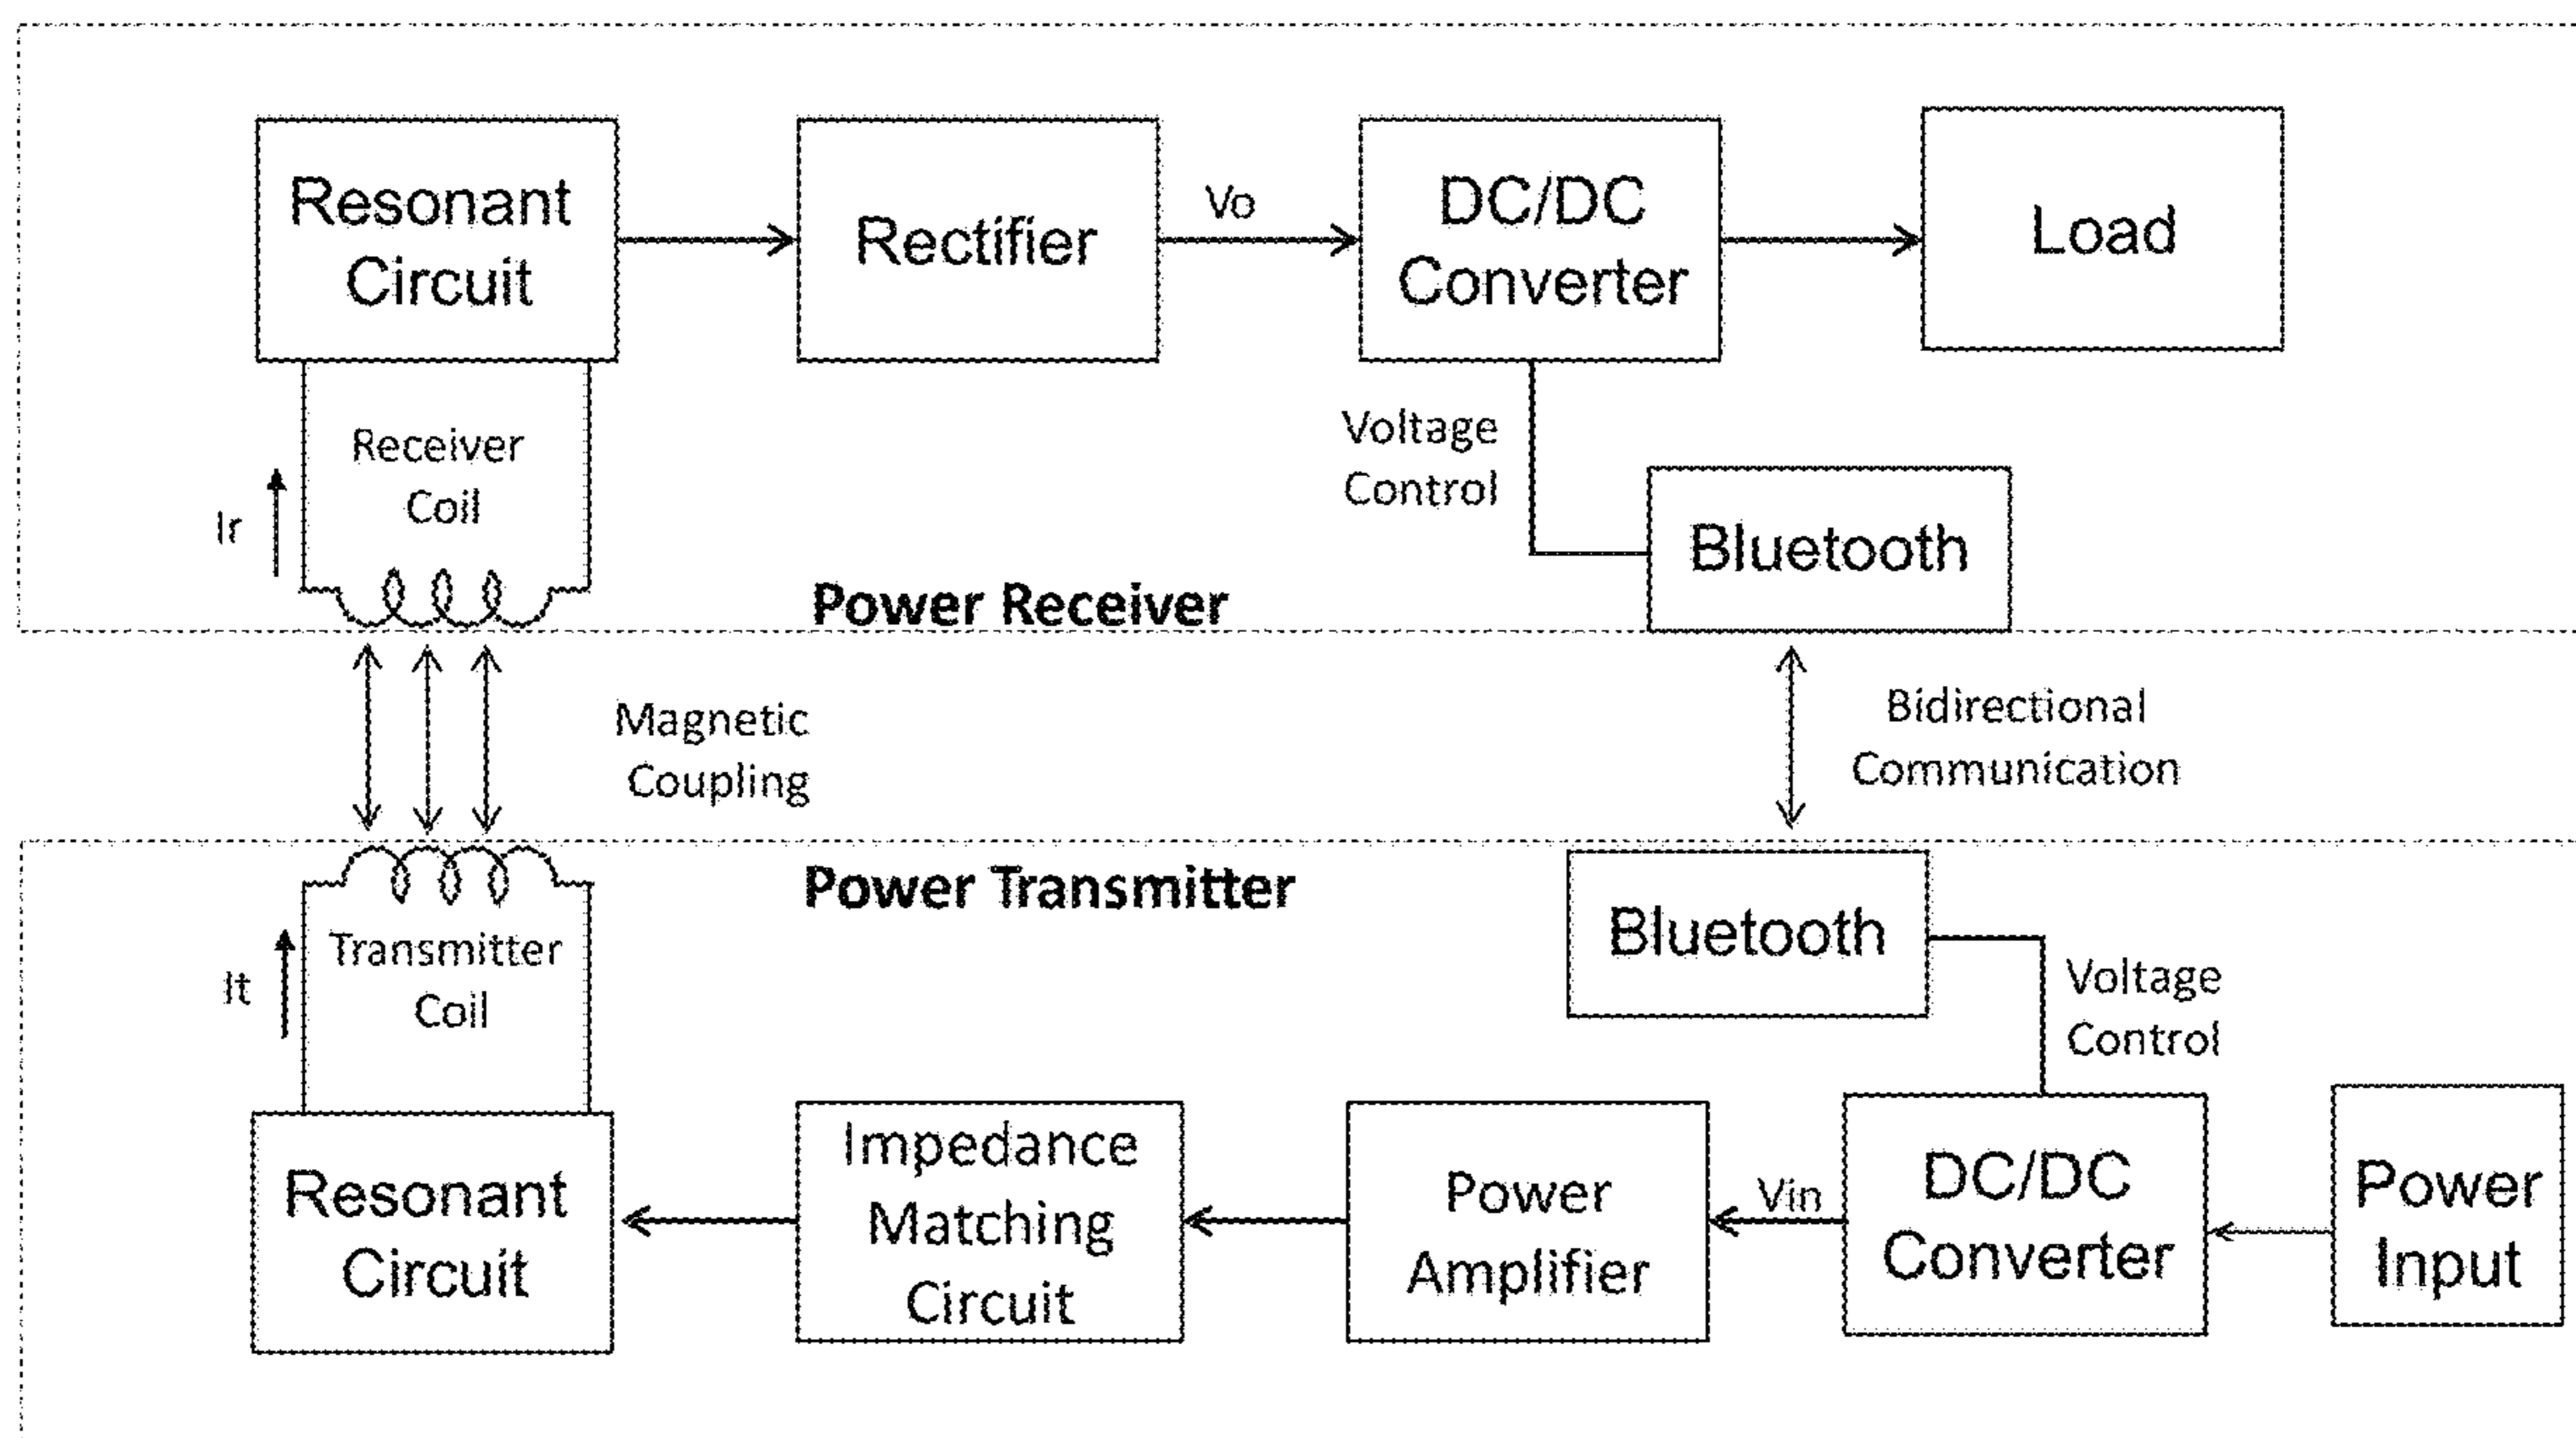 Resonant
Circuit
Rectifier
Vo
DC/DC
Converter
Load
Receiver
Coil
Ir
Voltage
Control
Bluetooth
Power Receiver
Magnetic
Coupling
Bidirectional
Communication
Power Transmitter
Transmitter
Coil
It
Bluetooth
Voltage
Control
Resonant
Circuit
Impedance
Matching
Circuit
Power
Amplifier
Vin
DC/DC
Converter
Power
Input